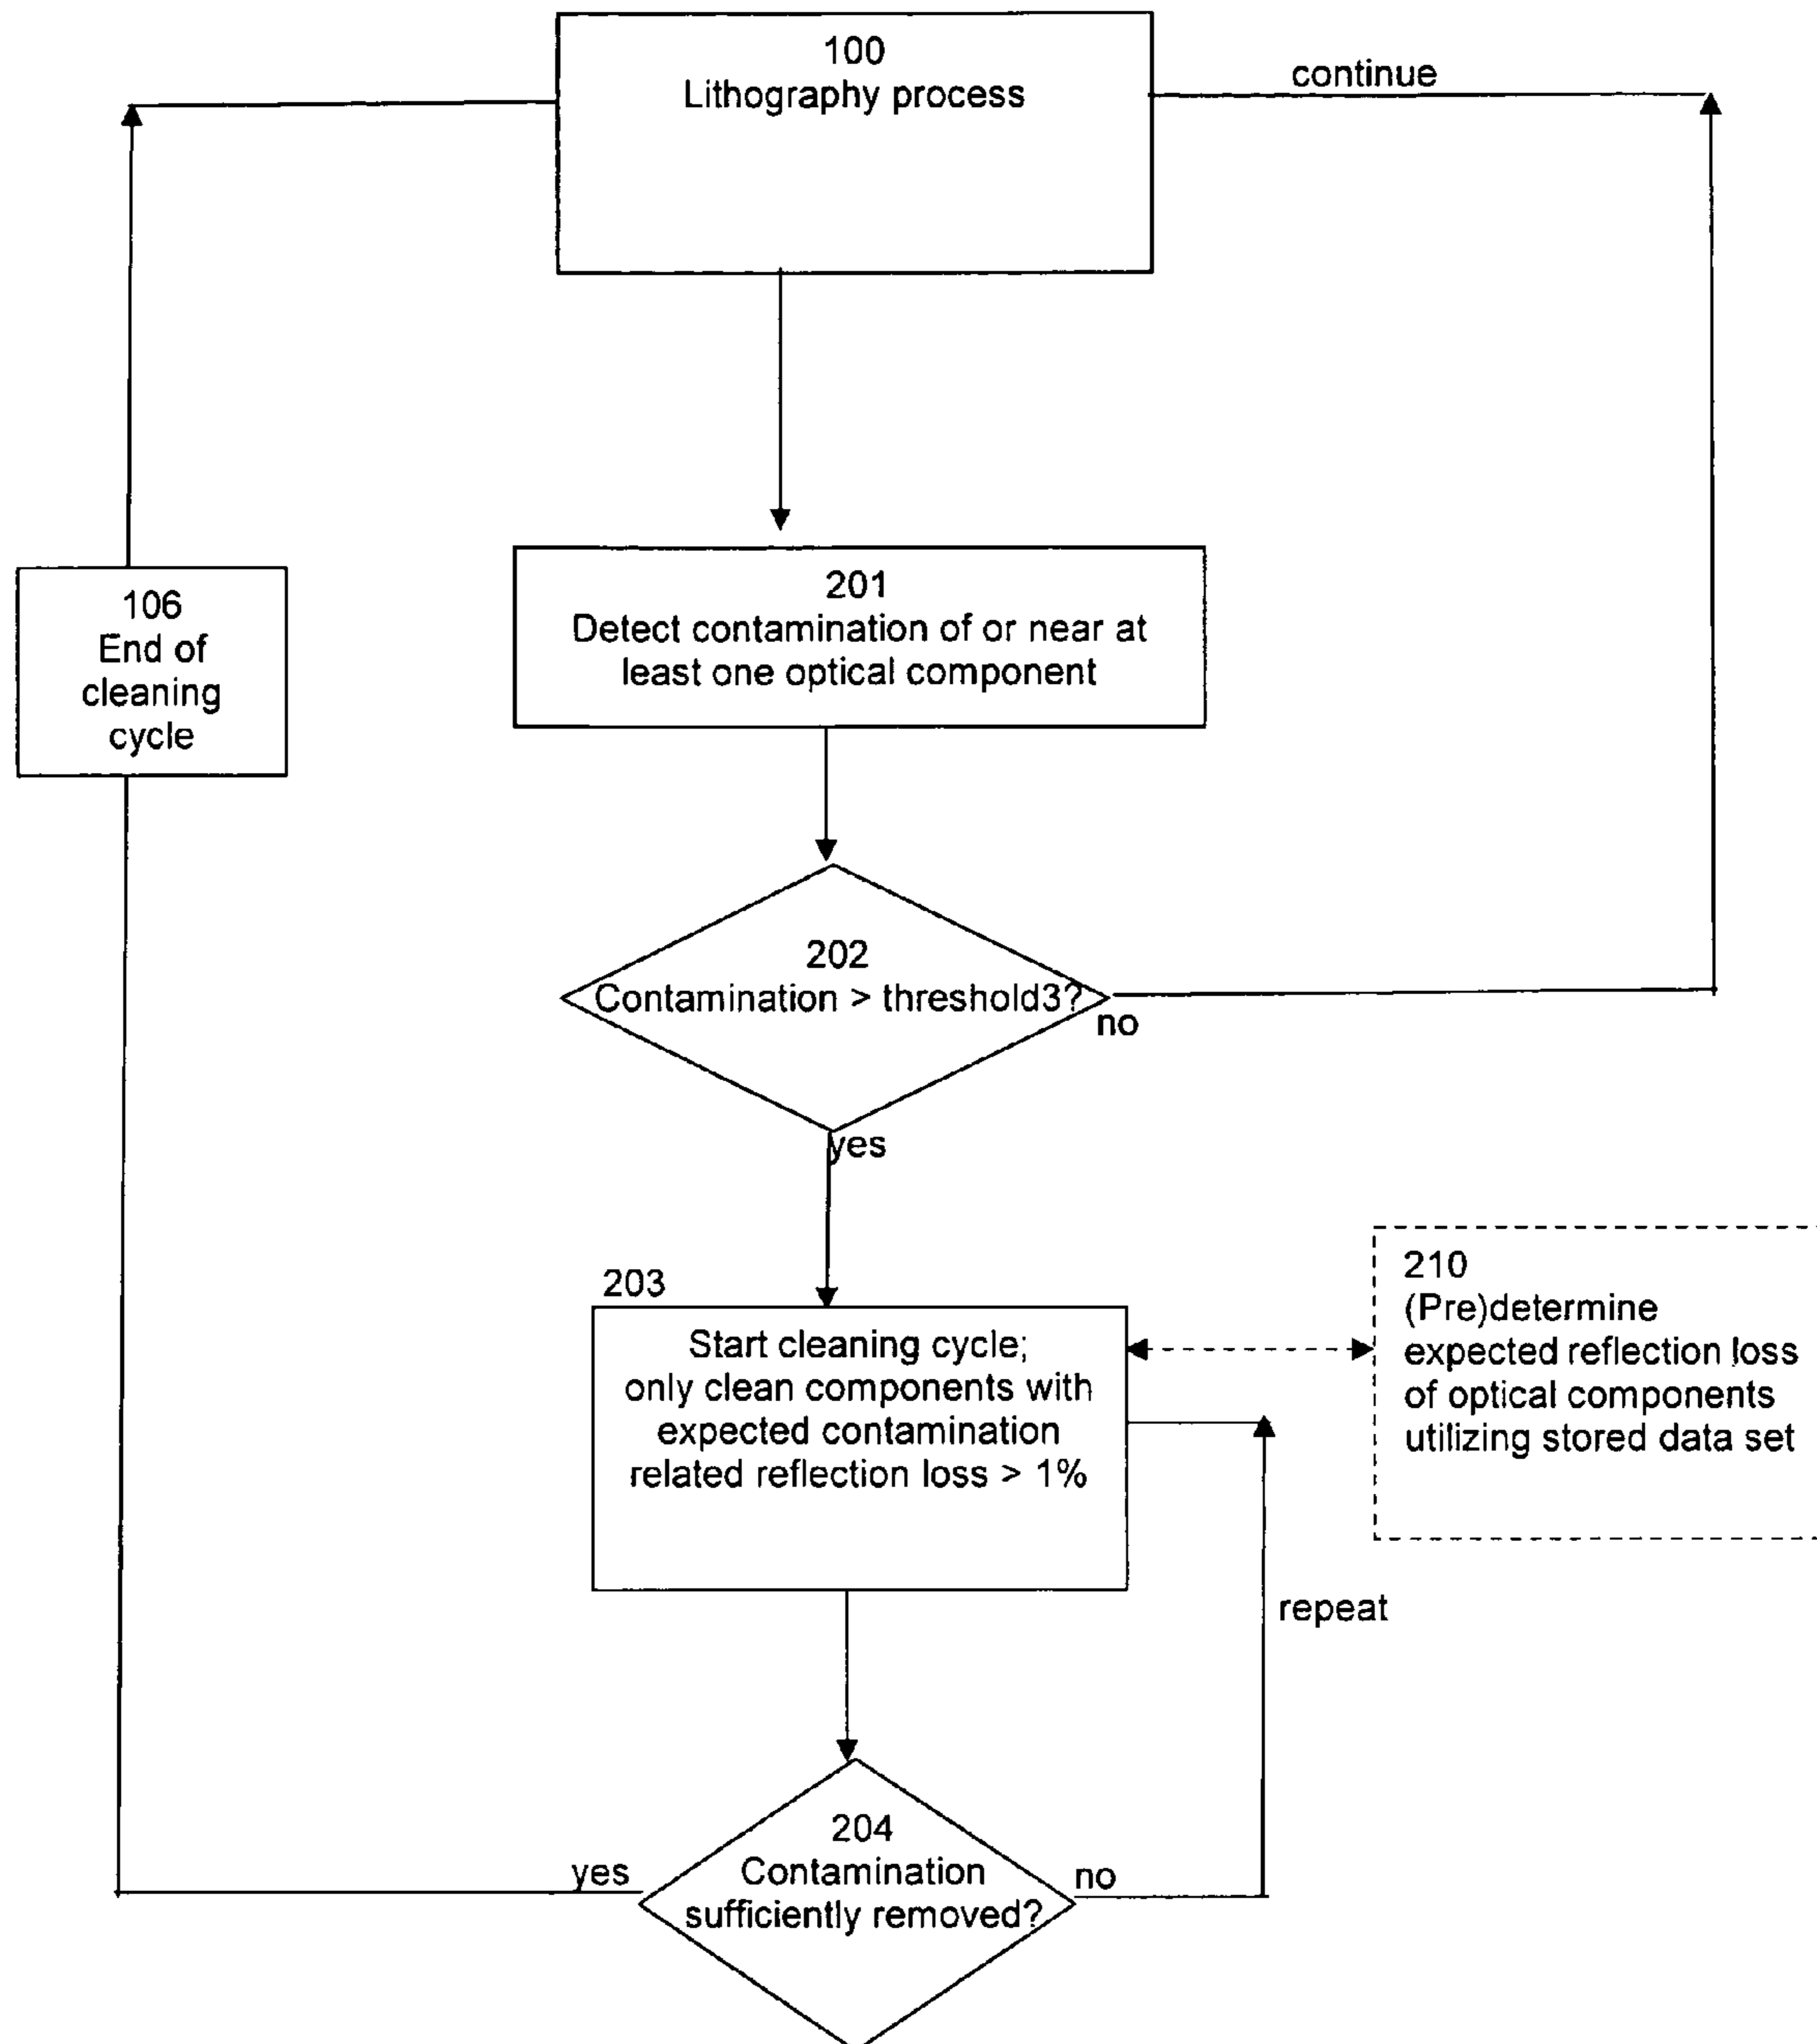 100
Lithography process
continue
106
End of
cleaning
cycle
201
Detect contamination of or near at
least one optical component
202
Contamination > threshold3?
no
yes
203
Start cleaning cycle;
only clean components with
expected contamination
related reflection loss > 1%
210
(Pre)determine
expected reflection loss
of optical components
utilizing stored data set
repeat
204
Contamination
sufficiently removed?
yes
no